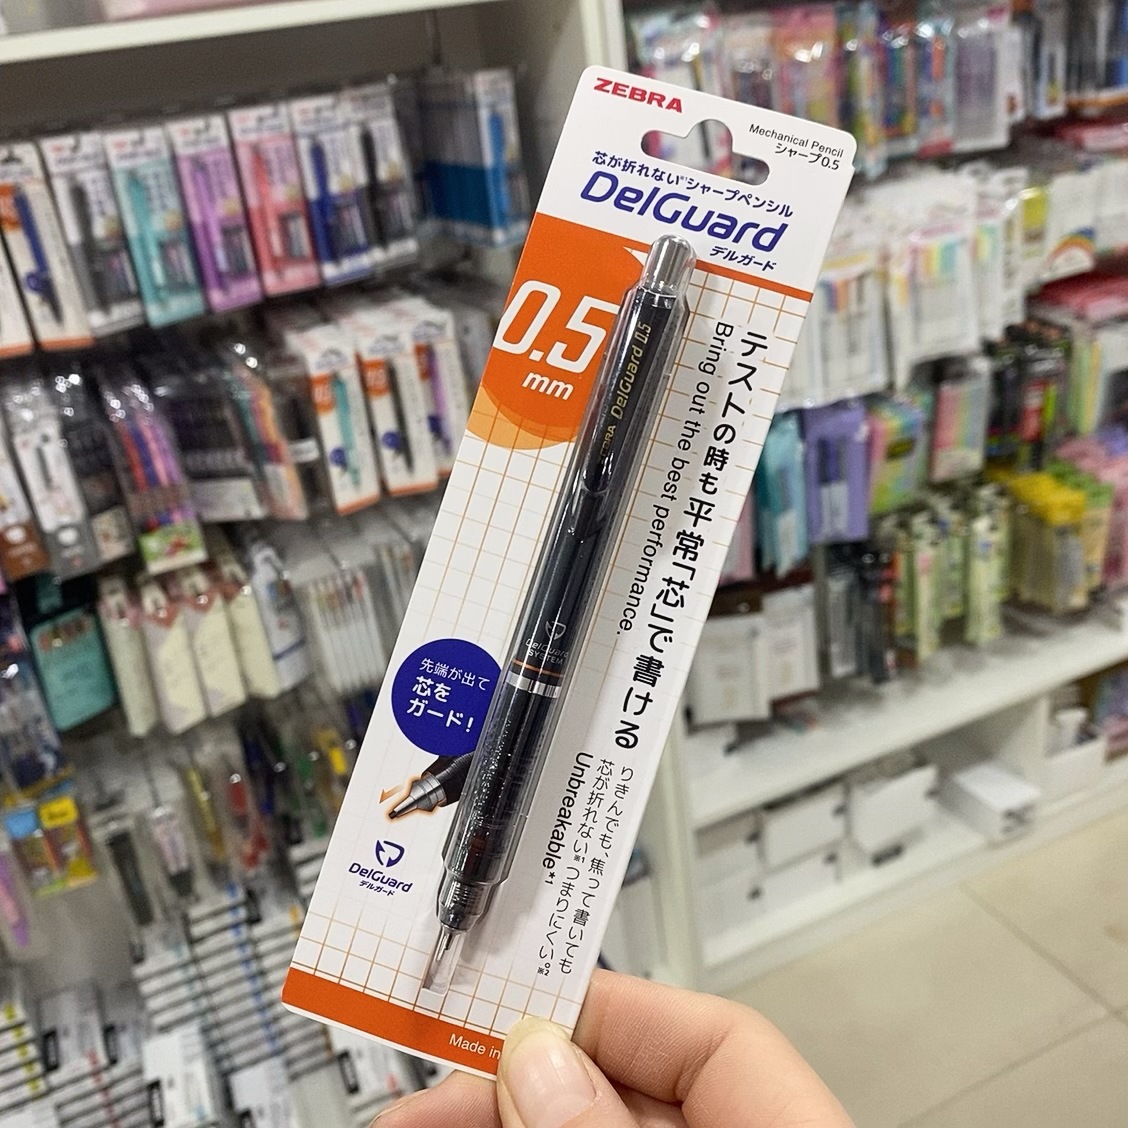 ZEBRA
Mechanical Pencil
シャープ0.5
芯が折れない※1シャープペンシル
DelGuard
デルガード
0.5
mm
テストの時も平常「芯」で書ける
Bring out the best performance.
りきんでも、焦って書いても
芯が折れない※1つまりにくい。※2
Unbreakable*1
DelGuard 0.5
DelGuard
SYSTEM
先端が出て
芯を
ガード!
DelGuard
デルガード
Made in